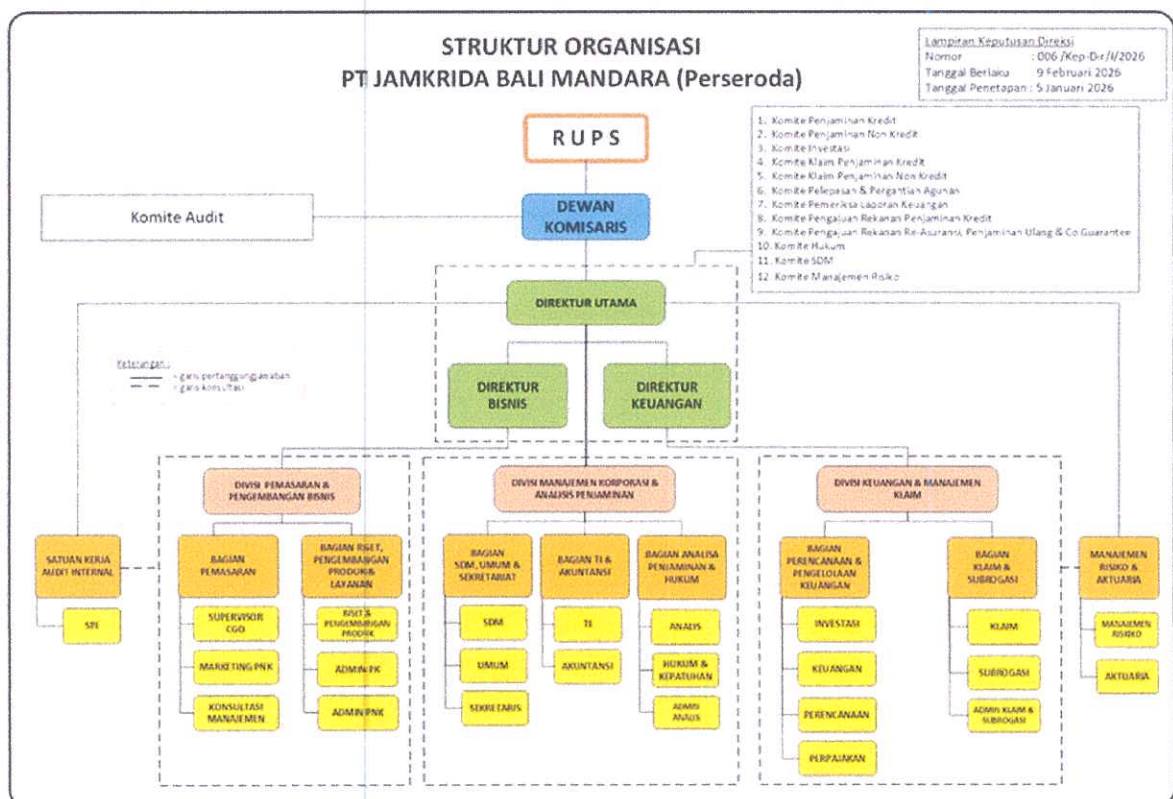 STRUKTUR ORGANISASI
PT JAMKRIDA BALI MANDARA (Perseroda)
Lampiran Keputusan Direksi
Nomor : 006 /Kep-Dir/I/2026
Tanggal Berlaku 9 Februari 2026
Tanggal Penetapan : 5 Januari 2026
1. Komite Penjaminan Kredit
2. Komite Penjaminan Non Kredit
3. Komite Investasi
4. Komite Klaim Penjaminan Kredit
5. Komite Klaim Penjaminan Non Kredit
6. Komite Pelepasan & Pergantian Agunan
7. Komite Pemeriksa Laporan Keuangan
8. Komite Pengajuan Rekanan Penjaminan Kredit
9. Komite Pengajuan Rekanan Re-Asuransi, Penjaminan Ulang & Co Guarantee
10. Komite Hukum
11. Komite SDM
12. Komite Manajemen Risiko
R U P S
Komite Audit
DEWAN
KOMISARIS
DIREKTUR UTAMA
Keterangan :
= garis pertanggungjawaban
= garis konsultasi
DIREKTUR
BISNIS
DIREKTUR
KEUANGAN
DIVISI PEMASARAN &
PENGEMBANGAN BISNIS
DIVISI MANAJEMEN KORPORASI &
ANALISIS PENJAMINAN
DIVISI KEUANGAN & MANAJEMEN
KLAIM
SATUAN KERJA
AUDIT INTERNAL
SPI
BAGIAN
PEMASARAN
SUPERVISOR
CGO
MARKETING PNK
KONSULTASI
MANAJEMEN
BAGIAN RISET,
PENGEMBANGAN
PRODUK &
LAYANAN
RISET &
PENGEMBANGAN
PRODUK
ADMIN PK
ADMIN PNK
BAGIAN
SDM, UMUM &
SEKRETARIAT
SDM
UMUM
SEKRETARIS
BAGIAN TI &
AKUNTANSI
TI
AKUNTANSI
BAGIAN ANALISA
PENJAMINAN &
HUKUM
ANALIS
HUKUM &
KEPATUHAN
ADMIN
ANALIS
BAGIAN
PERENCANAAN &
PENGELOLAAN
KEUANGAN
INVESTASI
KEUANGAN
PERENCANAAN
PERPAJAKAN
BAGIAN
KLAIM &
SUBROGASI
KLAIM
SUBROGASI
ADMIN KLAIM &
SUBROGASI
MANAJEMEN
RISIKO &
AKTUARIA
MANAJEMEN
RISIKO
AKTUARIA